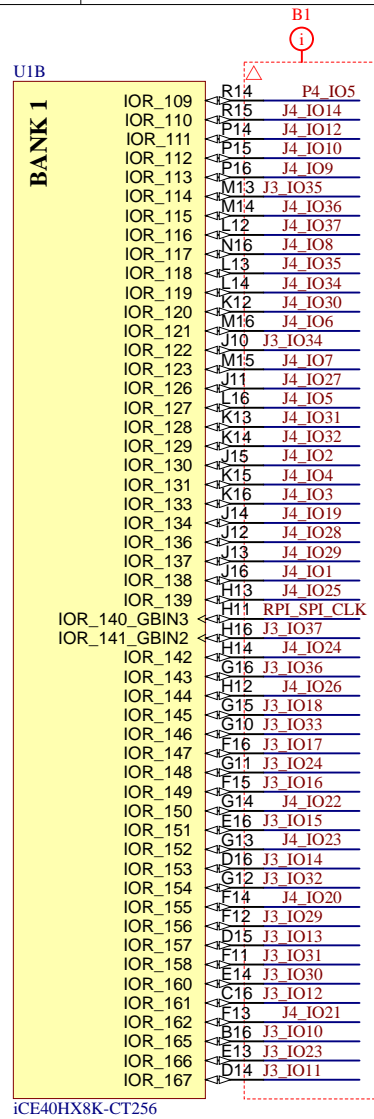 B1
i
U1B
BANK 1
IOR_109 R14 P4_IO5
IOR_110 R15 J4_IO14
IOR_111 P14 J4_IO12
IOR_112 P15 J4_IO10
IOR_113 P16 J4_IO9
IOR_114 M13 J3_IO35
IOR_115 M14 J4_IO36
IOR_116 L12 J4_IO37
IOR_117 N16 J4_IO8
IOR_118 L13 J4_IO35
IOR_119 L14 J4_IO34
IOR_120 K12 J4_IO30
IOR_121 M16 J4_IO6
IOR_122 J10 J3_IO34
IOR_123 M15 J4_IO7
IOR_126 J11 J4_IO27
IOR_127 L16 J4_IO5
IOR_128 K13 J4_IO31
IOR_129 K14 J4_IO32
IOR_130 J15 J4_IO2
IOR_131 K15 J4_IO4
IOR_133 K16 J4_IO3
IOR_134 J14 J4_IO19
IOR_136 J12 J4_IO28
IOR_137 J13 J4_IO29
IOR_138 J16 J4_IO1
IOR_139 H13 J4_IO25
IOR_140_GBIN3 H11 RPI_SPI_CLK
IOR_141_GBIN2 H16 J3_IO37
IOR_142 H14 J4_IO24
IOR_143 G16 J3_IO36
IOR_144 H12 J4_IO26
IOR_145 G15 J3_IO18
IOR_146 G10 J3_IO33
IOR_147 F16 J3_IO17
IOR_148 G11 J3_IO24
IOR_149 F15 J3_IO16
IOR_150 G14 J4_IO22
IOR_151 E16 J3_IO15
IOR_152 G13 J4_IO23
IOR_153 D16 J3_IO14
IOR_154 G12 J3_IO32
IOR_155 F14 J4_IO20
IOR_156 F12 J3_IO29
IOR_157 D15 J3_IO13
IOR_158 F11 J3_IO31
IOR_160 E14 J3_IO30
IOR_161 C16 J3_IO12
IOR_162 F13 J4_IO21
IOR_165 B16 J3_IO10
IOR_166 E13 J3_IO23
IOR_167 D14 J3_IO11
iCE40HX8K-CT256